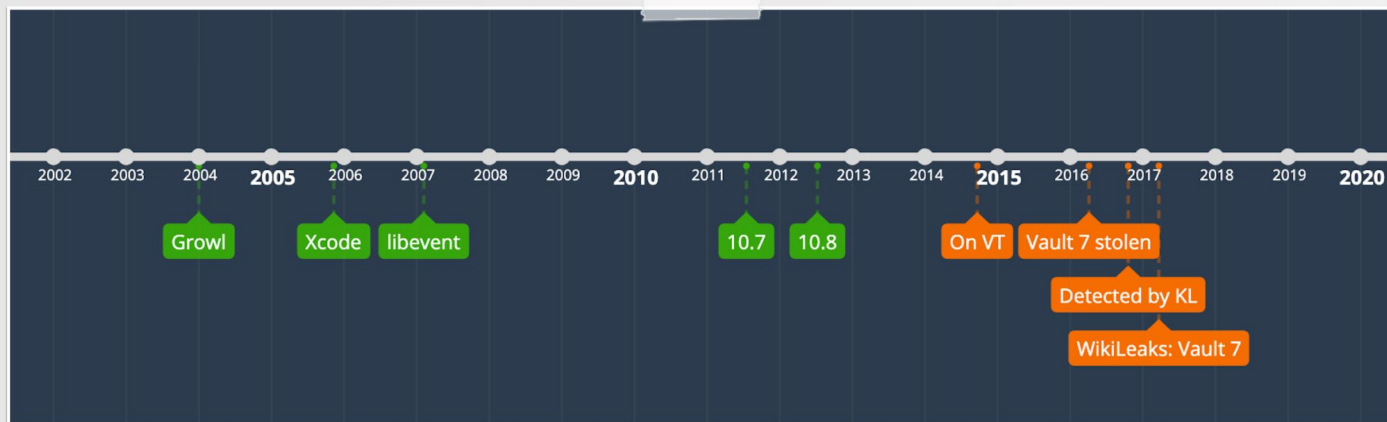 2002 2003 2004 2005 2006 2007 2008 2009 2010 2011 2012 2013 2014 2015 2016 2017 2018 2019 2020
Growl Xcode libevent 10.7 10.8 On VT Vault 7 stolen
Detected by KL
WikiLeaks: Vault 7